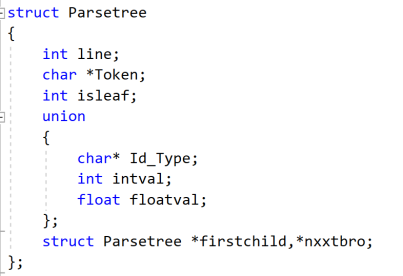 struct Parsetree
{
    int line;
    char *Token;
    int isleaf;
    union
    {
        char* Id_Type;
        int intval;
        float floatval;
    };
    struct Parsetree *firstchild,*nxxtbro;
};